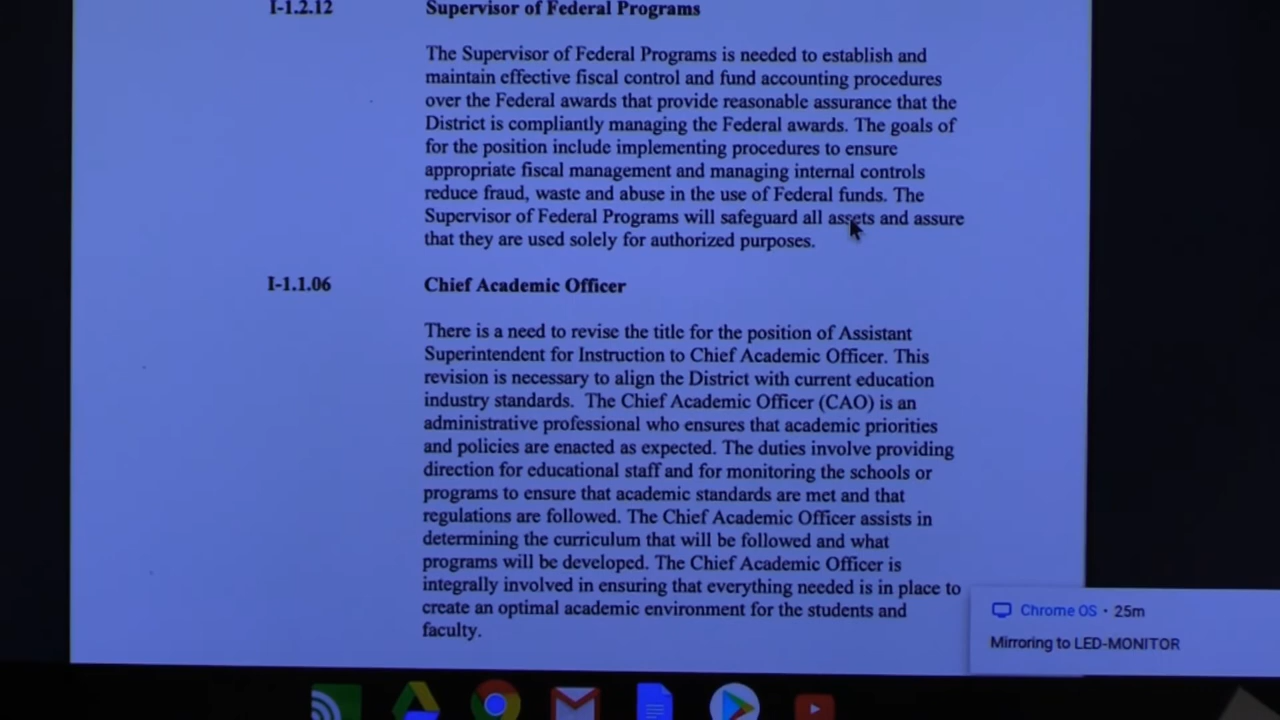 I-1.2.12 Supervisor of Federal Programs
The Supervisor of Federal Programs is needed to establish and
maintain effective fiscal control and fund accounting procedures
over the Federal awards that provide reasonable assurance that the
District is compliantly managing the Federal awards. The goals of
for the position include implementing procedures to ensure
appropriate fiscal management and managing internal controls
reduce fraud, waste and abuse in the use of Federal funds. The
Supervisor of Federal Programs will safeguard all assets and assure
that they are used solely for authorized purposes.
I-1.1.06 Chief Academic Officer
There is a need to revise the title for the position of Assistant
Superintendent for Instruction to Chief Academic Officer. This
revision is necessary to align the District with current education
industry standards. The Chief Academic Officer (CAO) is an
administrative professional who ensures that academic priorities
and policies are enacted as expected. The duties involve providing
direction for educational staff and for monitoring the schools or
programs to ensure that academic standards are met and that
regulations are followed. The Chief Academic Officer assists in
determining the curriculum that will be followed and what
programs will be developed. The Chief Academic Officer is
integrally involved in ensuring that everything needed is in place to
create an optimal academic environment for the students and
faculty.
Chrome OS · 25m
Mirroring to LED-MONITOR